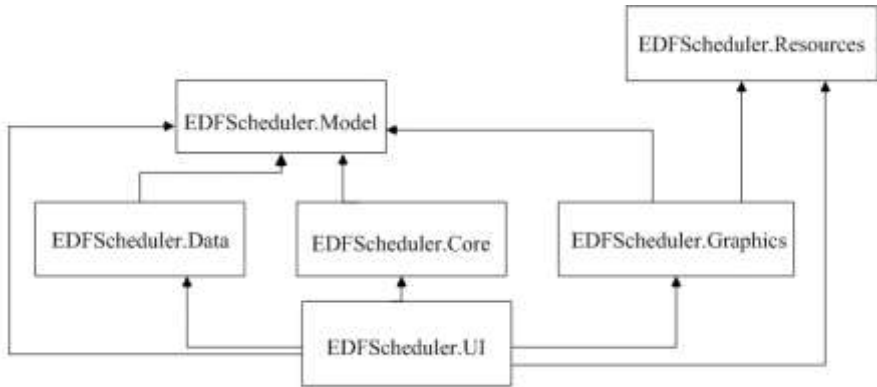 EDFScheduler.Resources
EDFScheduler.Model
EDFScheduler.Data
EDFScheduler.Core
EDFScheduler.Graphics
EDFScheduler.UI